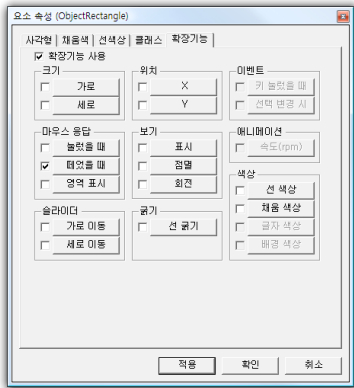 요소 속성 (ObjectRectangle)
사각형 채움색 선색상 클래스 확장기능
확장기능 사용
크기
가로
세로
위치
X
Y
이벤트
키 눌렸을 때
선택 변경 시
마우스 응답
눌렀을 때
떼었을 때
영역 표시
보기
표시
점멸
회전
애니메이션
속도(rpm)
색상
선 색상
채움 색상
글자 색상
배경 색상
슬라이더
가로 이동
세로 이동
굵기
선 굵기
적용 확인 취소